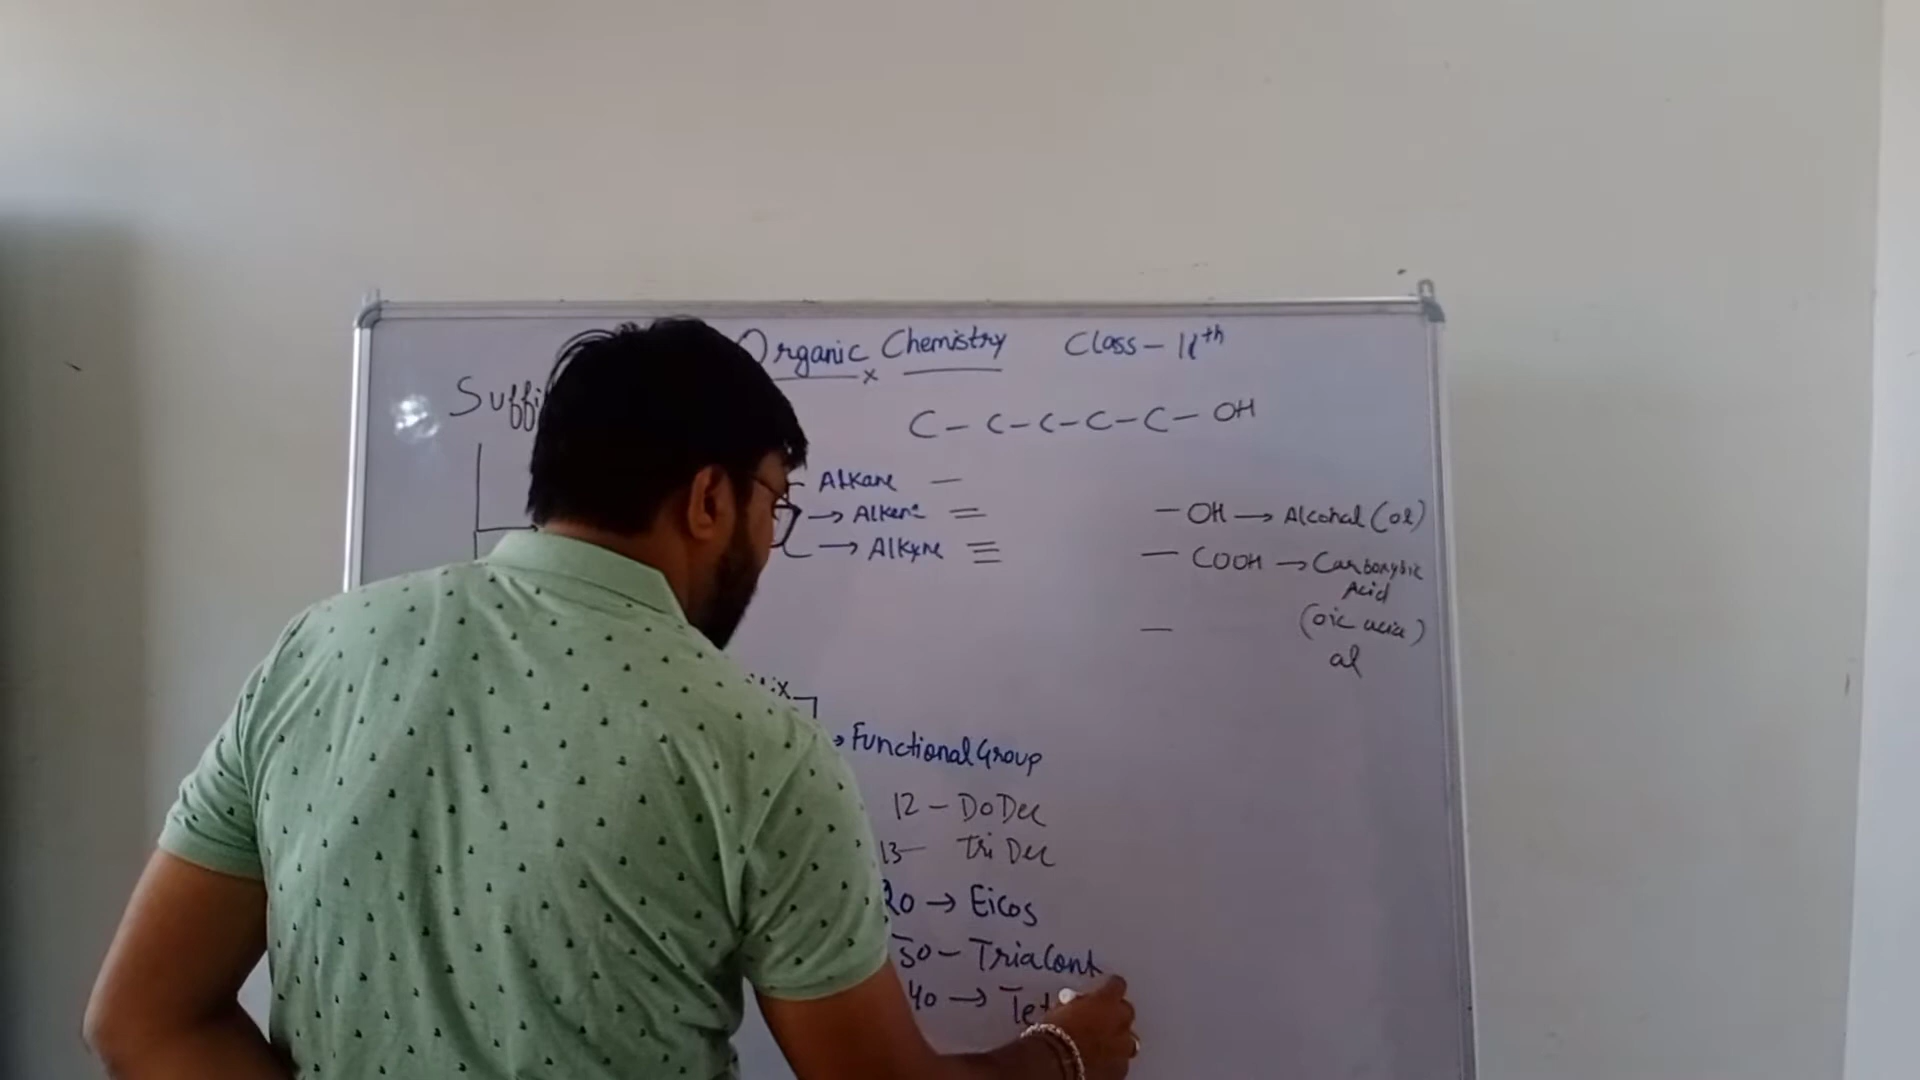 Organic Chemistry Class - 11th
x
Suffi
C - C - C - C - C - OH
Alkane —
→ Alkene =
→ Alkyne ≡
— OH → Alcohal (ol)
— COOH → Carboxylic
Acid
(oic acid)
—
al
fix
→ Functional Group
12 - DoDec
13 - Tri Dec
20 → Eicos
30 - TriaCont
40 → Tet